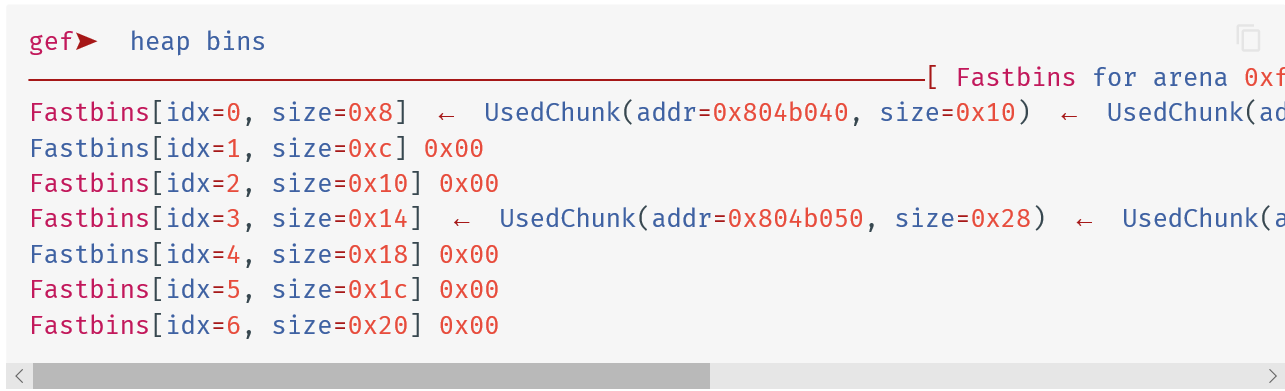 gef➤  heap bins
[ Fastbins for arena 0xf
Fastbins[idx=0, size=0x8]  ←  UsedChunk(addr=0x804b040, size=0x10)  ←  UsedChunk(ad
Fastbins[idx=1, size=0xc] 0x00
Fastbins[idx=2, size=0x10] 0x00
Fastbins[idx=3, size=0x14]  ←  UsedChunk(addr=0x804b050, size=0x28)  ←  UsedChunk(a
Fastbins[idx=4, size=0x18] 0x00
Fastbins[idx=5, size=0x1c] 0x00
Fastbins[idx=6, size=0x20] 0x00